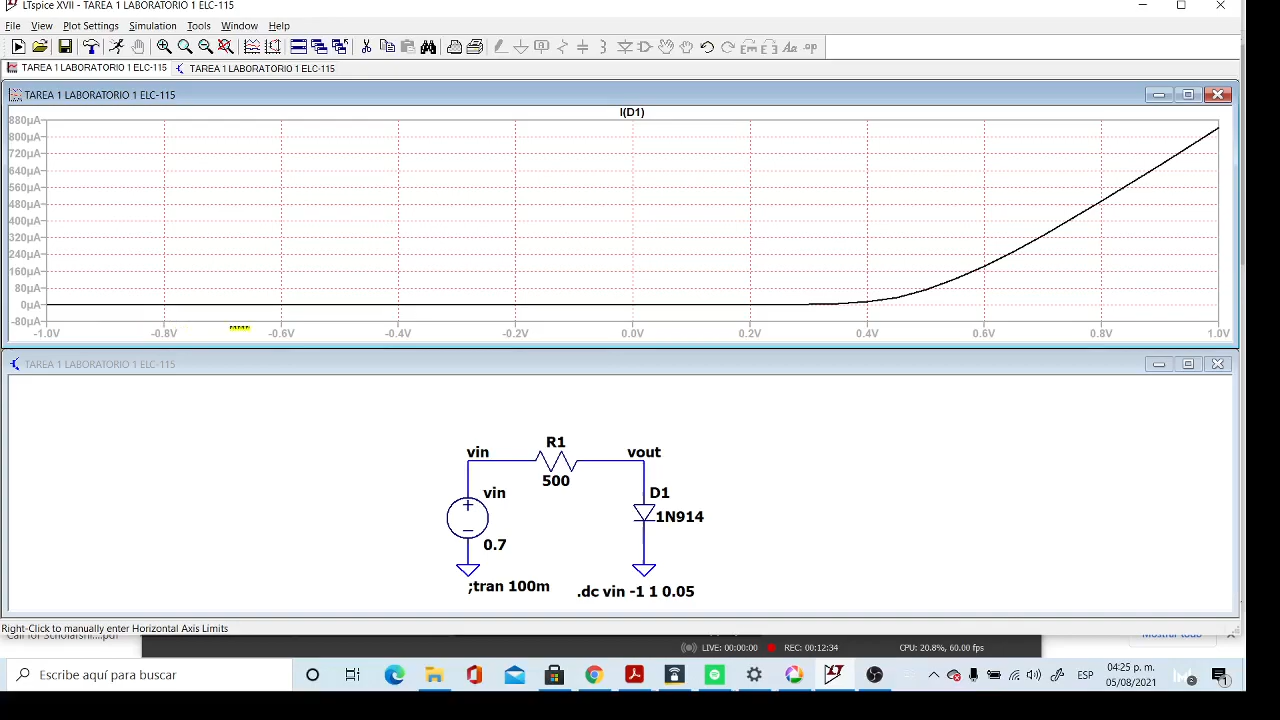 LTspice XVII - TAREA 1 LABORATORIO 1 ELC-115
File View Plot Settings Simulation Tools Window Help
TAREA 1 LABORATORIO 1 ELC-115 TAREA 1 LABORATORIO 1 ELC-115
TAREA 1 LABORATORIO 1 ELC-115
I(D1)
880µA
800µA
720µA
640µA
560µA
480µA
400µA
320µA
240µA
160µA
80µA
0µA
-80µA
-1.0V -0.8V -0.6V -0.4V -0.2V 0.0V 0.2V 0.4V 0.6V 0.8V 1.0V
TAREA 1 LABORATORIO 1 ELC-115
R1
vin vout
500
vin D1
1N914
0.7
;tran 100m .dc vin -1 1 0.05
Right-Click to manually enter Horizontal Axis Limits
Mostrar todo
LIVE: 00:00:00 REC: 00:12:34 CPU: 20.8%, 60.00 fps
Escribe aquí para buscar
ESP
04:25 p. m.
05/08/2021